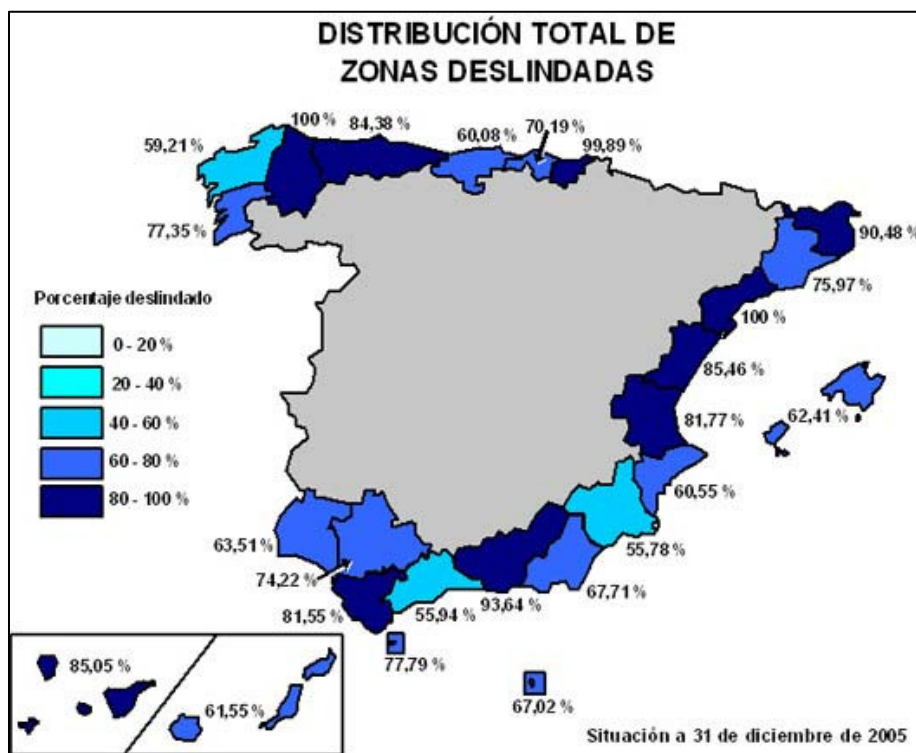 DISTRIBUCIÓN TOTAL DE
ZONAS DESLINDADAS
100 %
84,38 %
60,08 %
70,19 %
99,89 %
59,21 %
77,35 %
90,48 %
75,97 %
100 %
85,46 %
81,77 %
62,41 %
60,55 %
55,78 %
67,71 %
93,64 %
55,94 %
81,55 %
74,22 %
63,51 %
77,79 %
67,02 %
85,05 %
61,55 %
Porcentaje deslindado
0 - 20 %
20 - 40 %
40 - 60 %
60 - 80 %
80 - 100 %
Situación a 31 de diciembre de 2005